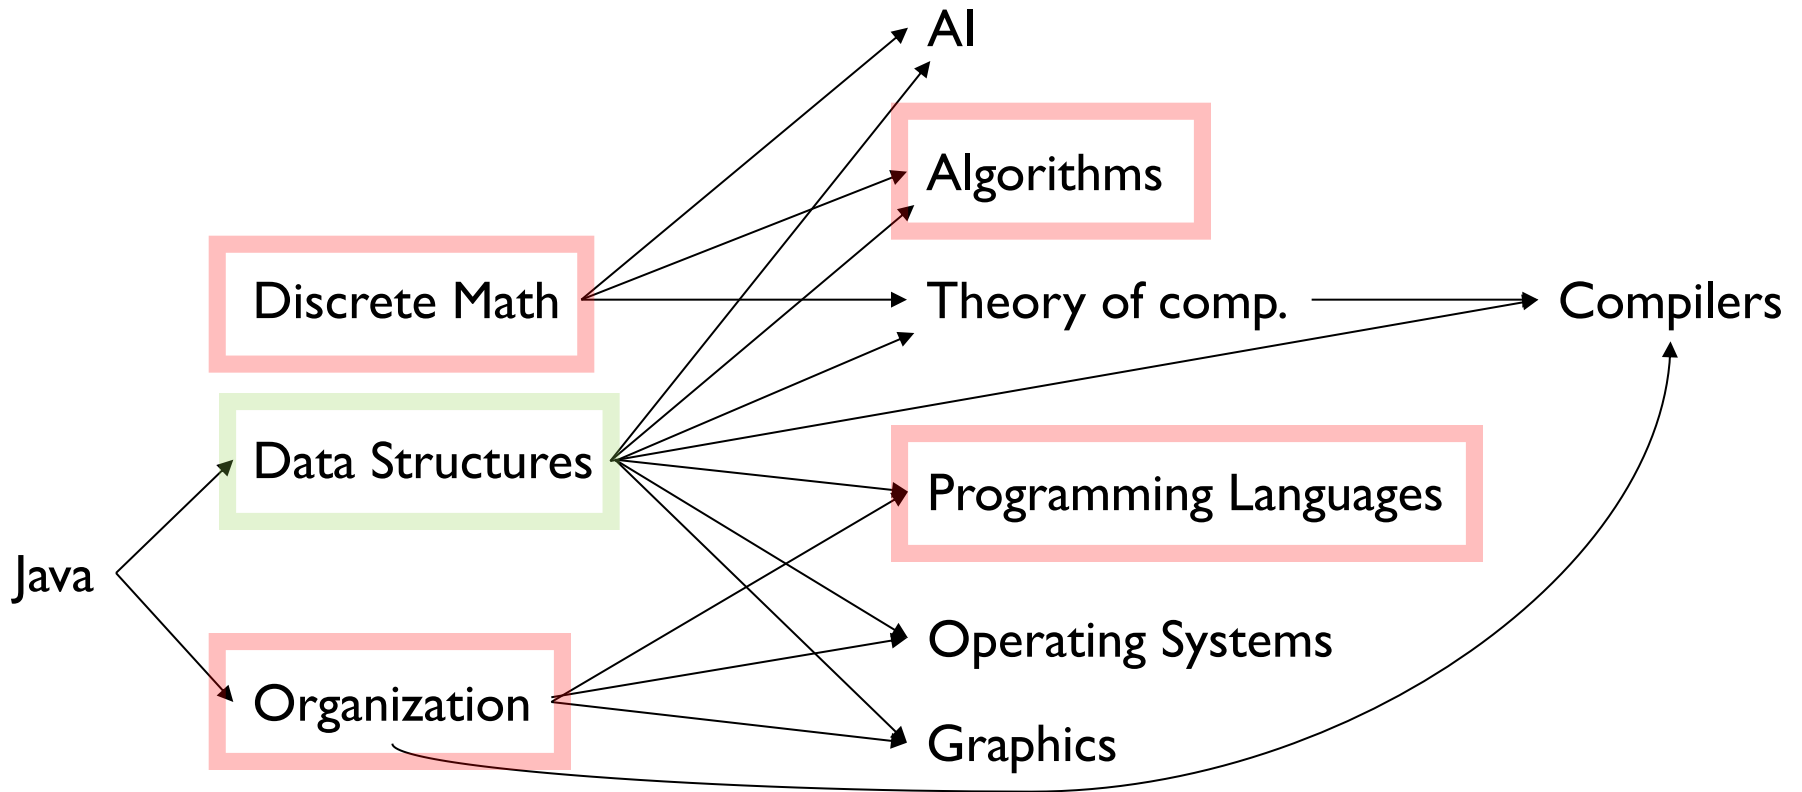 AI
Algorithms
Discrete Math
Theory of comp.
Compilers
Data Structures
Programming Languages
Java
Operating Systems
Organization
Graphics